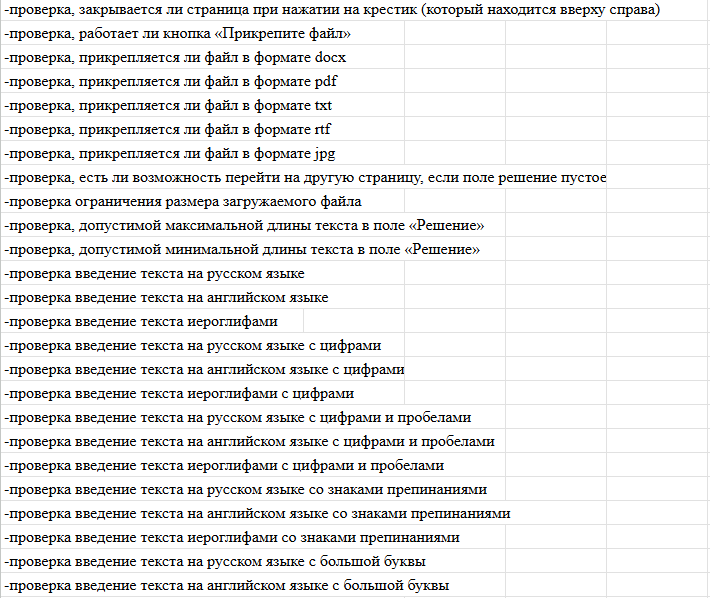 -проверка, закрывается ли страница при нажатии на крестик (который находится вверху справа)
-проверка, работает ли кнопка «Прикрепите файл»
-проверка, прикрепляется ли файл в формате docx
-проверка, прикрепляется ли файл в формате pdf
-проверка, прикрепляется ли файл в формате txt
-проверка, прикрепляется ли файл в формате rtf
-проверка, прикрепляется ли файл в формате jpg
-проверка, есть ли возможность перейти на другую страницу, если поле решение пустое
-проверка ограничения размера загружаемого файла
-проверка, допустимой максимальной длины текста в поле «Решение»
-проверка, допустимой минимальной длины текста в поле «Решение»
-проверка введение текста на русском языке
-проверка введение текста на английском языке
-проверка введение текста иероглифами
-проверка введение текста на русском языке с цифрами
-проверка введение текста на английском языке с цифрами
-проверка введение текста иероглифами с цифрами
-проверка введение текста на русском языке с цифрами и пробелами
-проверка введение текста на английском языке с цифрами и пробелами
-проверка введение текста иероглифами с цифрами и пробелами
-проверка введение текста на русском языке со знаками препинаниями
-проверка введение текста на английском языке со знаками препинаниями
-проверка введение текста иероглифами со знаками препинаниями
-проверка введение текста на русском языке с большой буквы
-проверка введение текста на английском языке с большой буквы